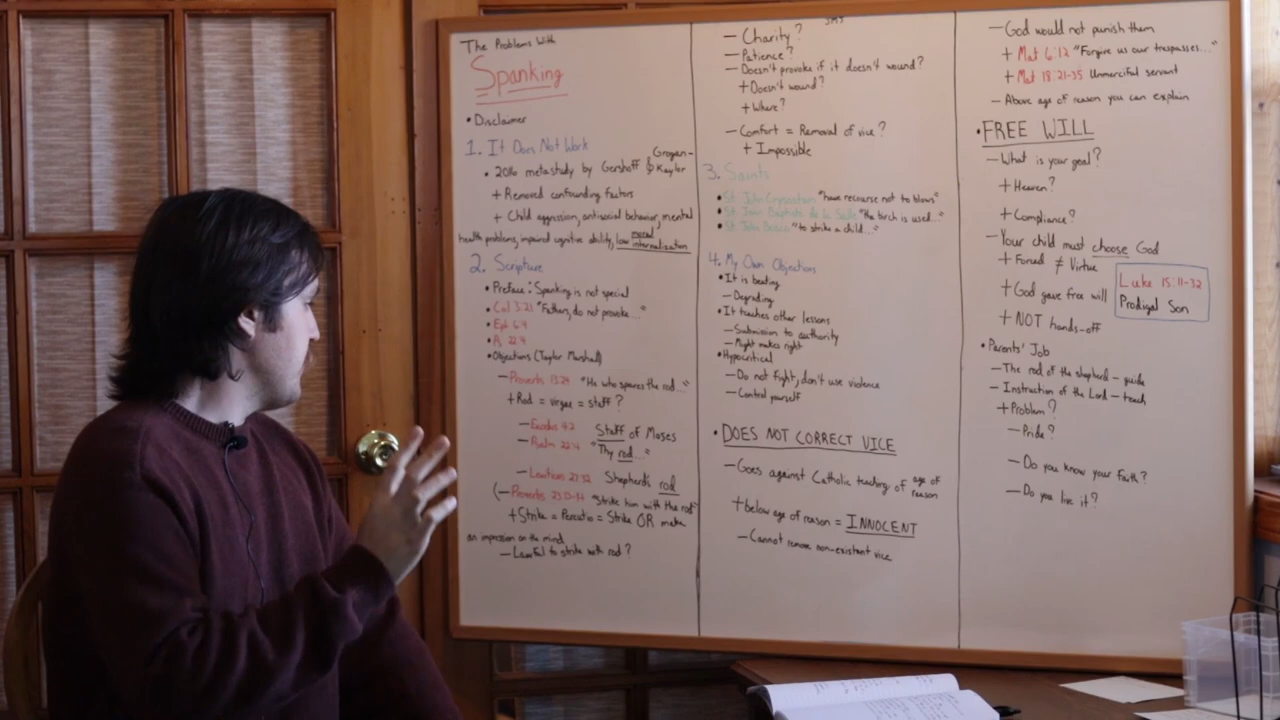 The Problems With
Spanking
• Disclaimer
1. It Does Not Work
• 2016 metastudy by Gershoff & Grogan-Kaylor
+ Removed confounding factors
+ Child aggression, antisocial behavior, mental
health problems, impaired cognitive ability, low moral internalization
2. Scripture
• Preface: Spanking is not special
• Col 3:21 "Fathers, do not provoke..."
• Eph 6:4
• 22:4
• Objections (Taylor Marshall)
— Proverbs 13:24 "He who spares the rod..."
+ Rod = virgae = staff?
— Exodus 4:2 Staff of Moses
— Psalm 22:4 "Thy rod..."
— Leviticus 27:32 Shepherd's rod
(— Proverbs 23:13-14 "Strike him with the rod"
+ Strike = Percutio = Strike OR make
an impression on the mind
— Lawful to strike with rod?
— Charity?
— Patience?
— Doesn't provoke if it doesn't wound?
+ Doesn't wound?
+ Where?
— Comfort = Removal of vice?
+ Impossible
3. Saints
• St. John Crysostum "have recourse not to blows"
• St. Jean Baptiste de la Salle "the birch is used..."
• St. John Bosco "to strike a child..."
4. My Own Objections
• It is beating
— Degrading
• It teaches other lessons
— Submission to authority
— Might makes right
• Hypocritical
— Do not fight, don't use violence
— Control yourself
• DOES NOT CORRECT VICE
— Goes against Catholic teaching of age of reason
+ below age of reason = INNOCENT
— Cannot remove non-existent vice
— God would not punish them
+ Mat 6:12 "Forgive us our trespasses..."
+ Mat 18:21-35 Unmerciful servant
— Above age of reason you can explain
• FREE WILL
— What is your goal?
+ Heaven?
+ Compliance?
— Your child must choose God
+ Forced ≠ Virtue
+ God gave free will
+ NOT hands-off
Luke 15:11-32
Prodigal Son
• Parents' Job
— The rod of the shepherd — guide
— Instruction of the Lord — teach
+ Problem?
— Pride?
— Do you know your faith?
— Do you live it?